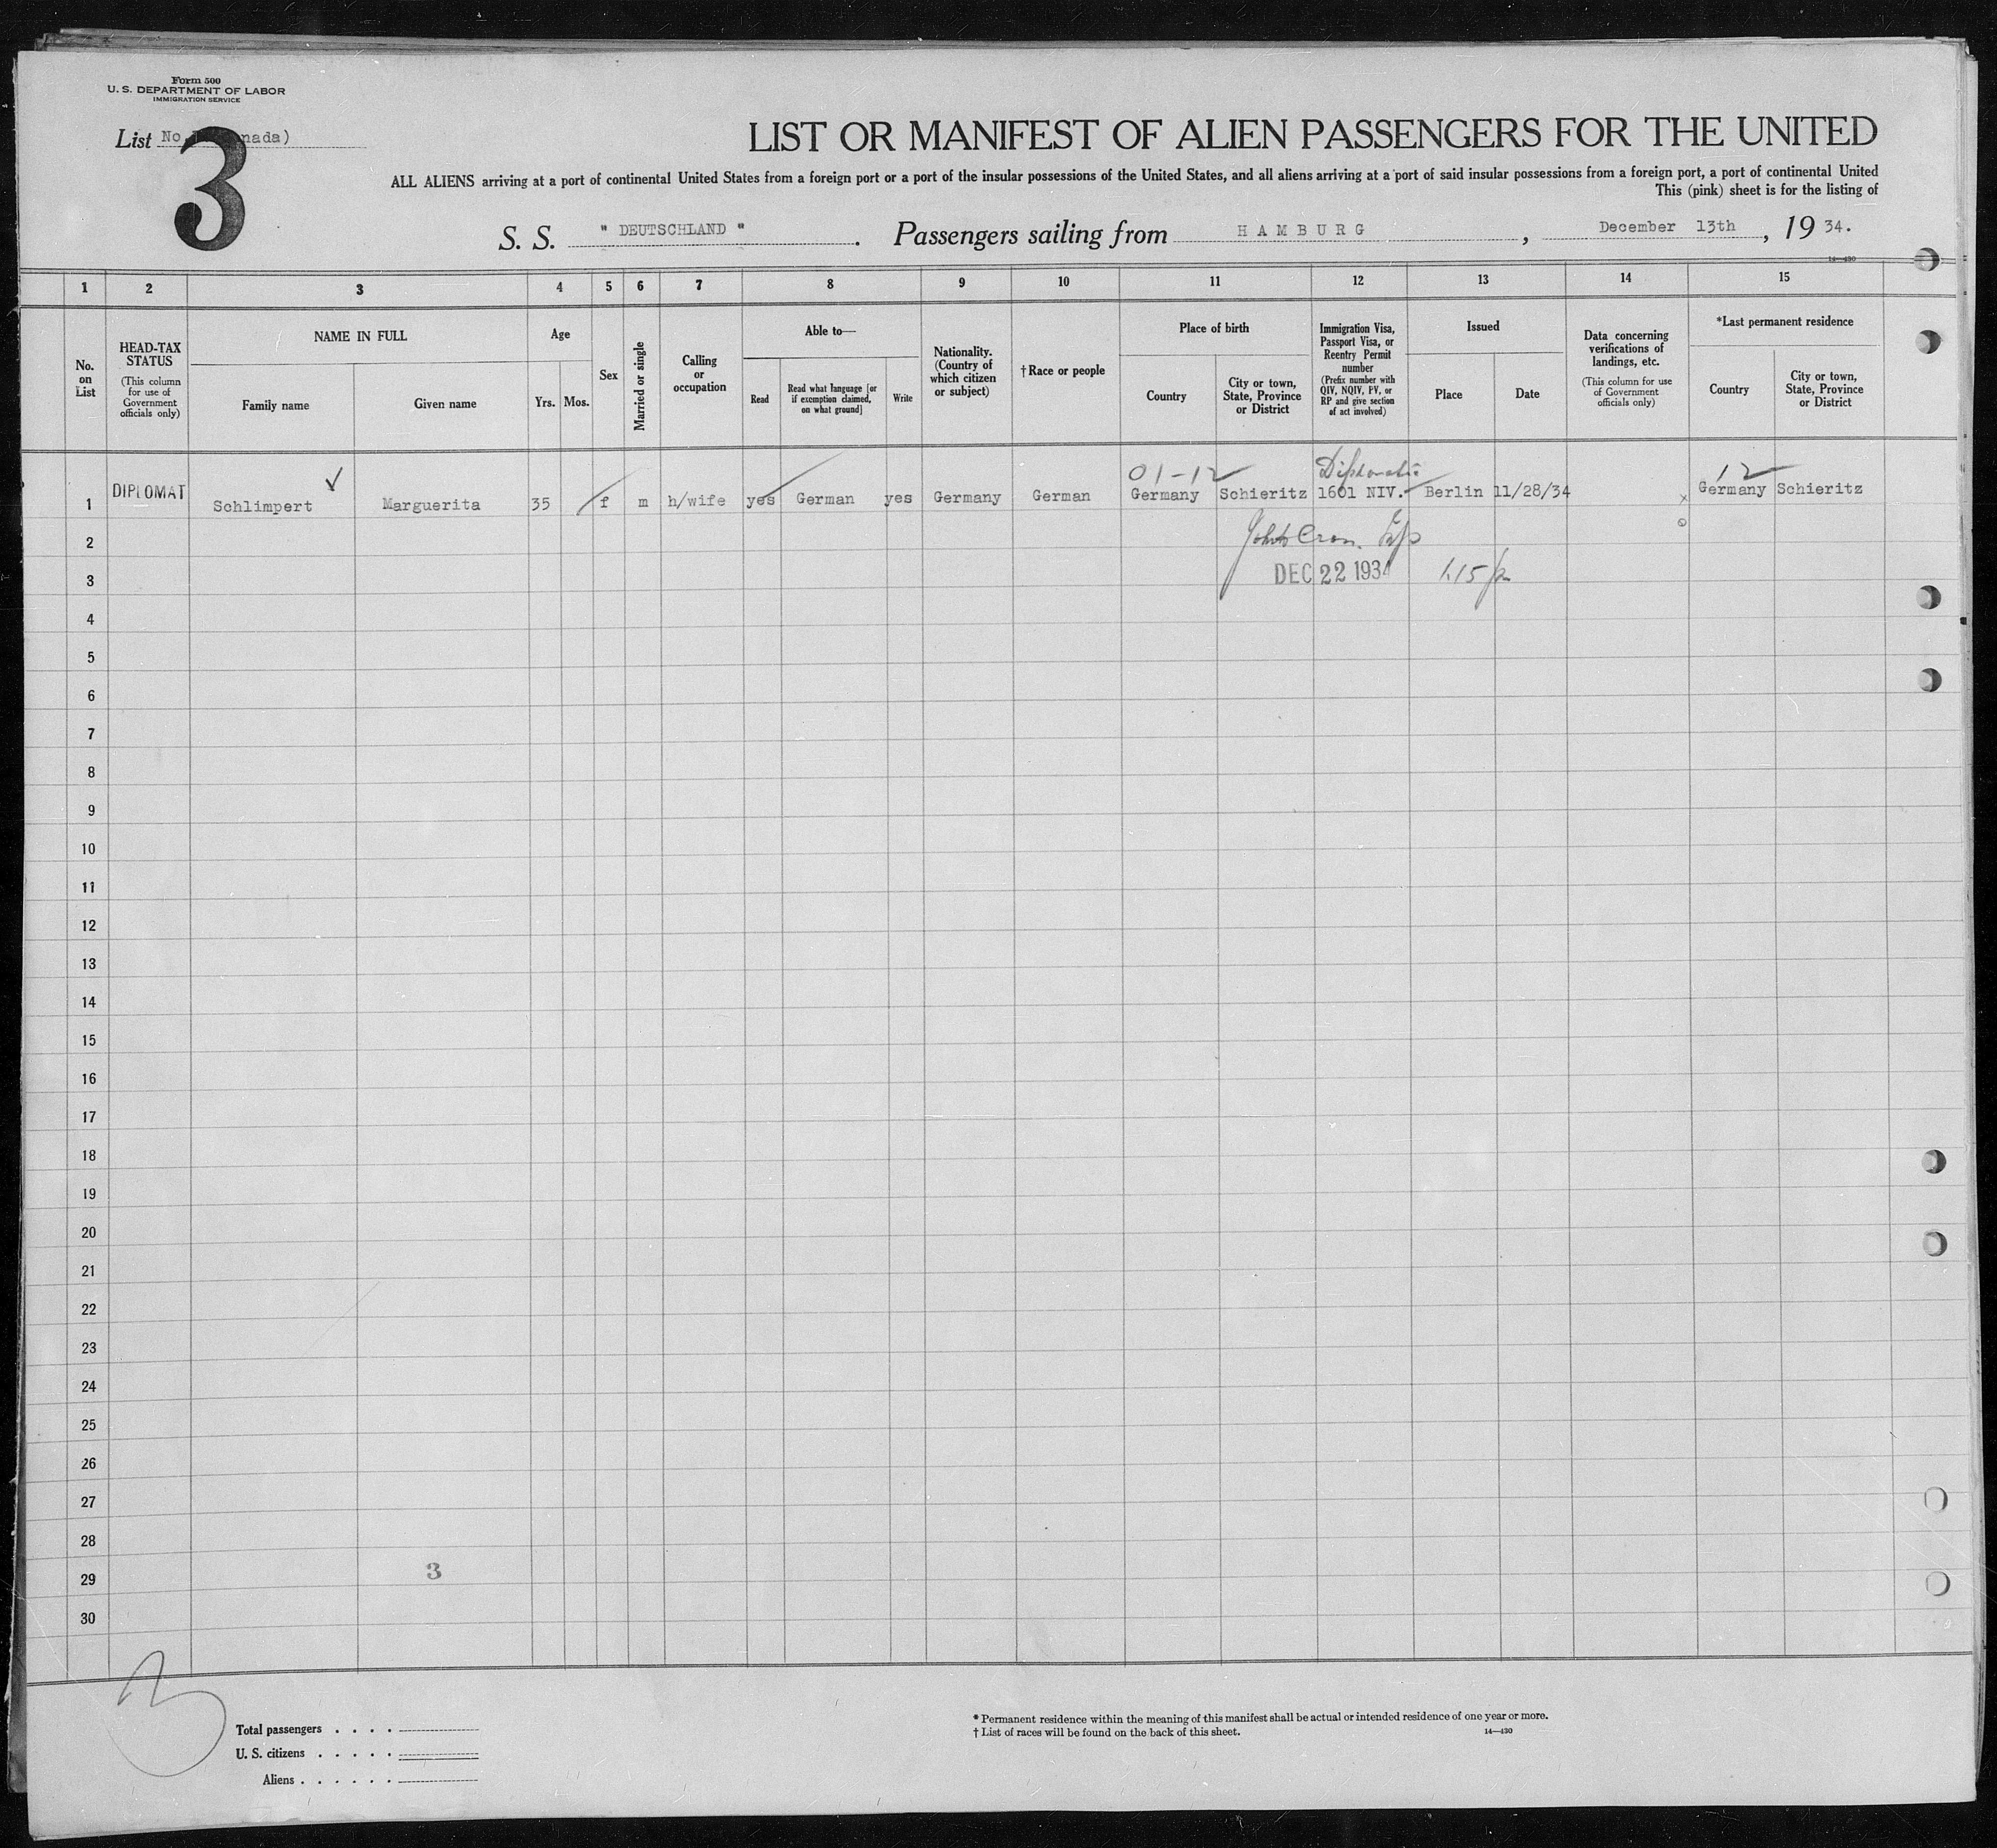 Form 500
U. S. DEPARTMENT OF LABOR
IMMIGRATION SERVICE
List No nada)
3
LIST OR MANIFEST OF ALIEN PASSENGERS FOR THE UNITED
ALL ALIENS arriving at a port of continental United States from a foreign port or a port of the insular possessions of the United States, and all aliens arriving at a port of said insular possessions from a foreign port, a port of continental United
This (pink) sheet is for the listing of
S. S. " DEUTSCHLAND " . Passengers sailing from HAMBURG , December 13th , 19 34.
14—430
1 2 3 4 5 6 7 8 9 10 11 12 13 14 15
No. on List
HEAD-TAX STATUS
(This column for use of Government officials only)
NAME IN FULL
Family name Given name
Age
Yrs. Mos.
Sex
Married or single
Calling or occupation
Able to—
Read
Read what language [or if exemption claimed, on what ground]
Write
Nationality. (Country of which citizen or subject)
†Race or people
Place of birth
Country
City or town, State, Province or District
Immigration Visa, Passport Visa, or Reentry Permit number
(Prefix number with QIV, NQIV, PV, or RP and give section of act involved)
Issued
Place Date
Data concerning verifications of landings, etc.
(This column for use of Government officials only)
*Last permanent residence
Country
City or town, State, Province or District
01-12 Diplomatic 12
1 DIPLOMAT Schlimpert Marguerita 35 f m h/wife yes German yes Germany German Germany Schieritz 1601 NIV. Berlin 11/28/34 x Germany Schieritz
2
3 DEC 22 1934
4
5
6
7
8
9
10
11
12
13
14
15
16
17
18
19
20
21
22
23
24
25
26
27
28
29 3
30
3
Total passengers . . . .
U. S. citizens . . . . .
Aliens . . . . . .
* Permanent residence within the meaning of this manifest shall be actual or intended residence of one year or more.
† List of races will be found on the back of this sheet. 14—430